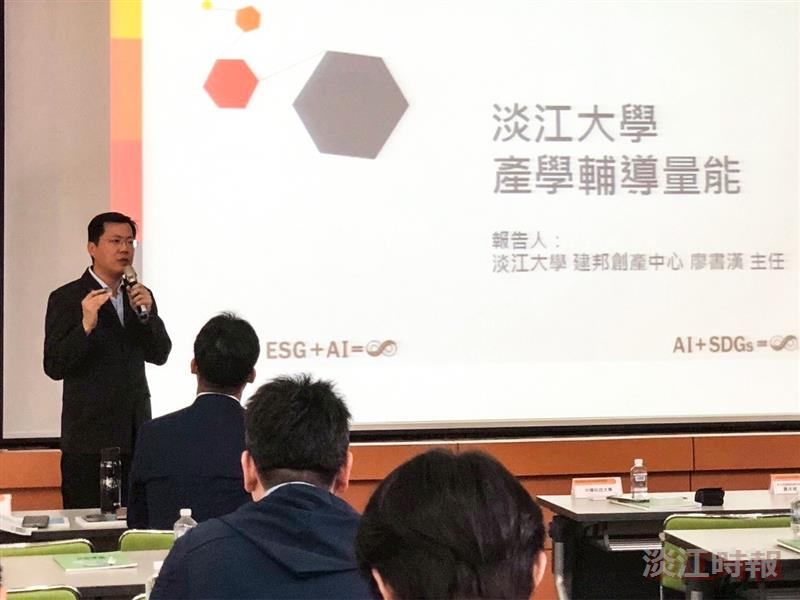 淡江大學
產學輔導量能
報告人：
淡江大學 建邦創產中心 廖書漢 主任
ESG+AI=
AI+SDGs=
淡江時報